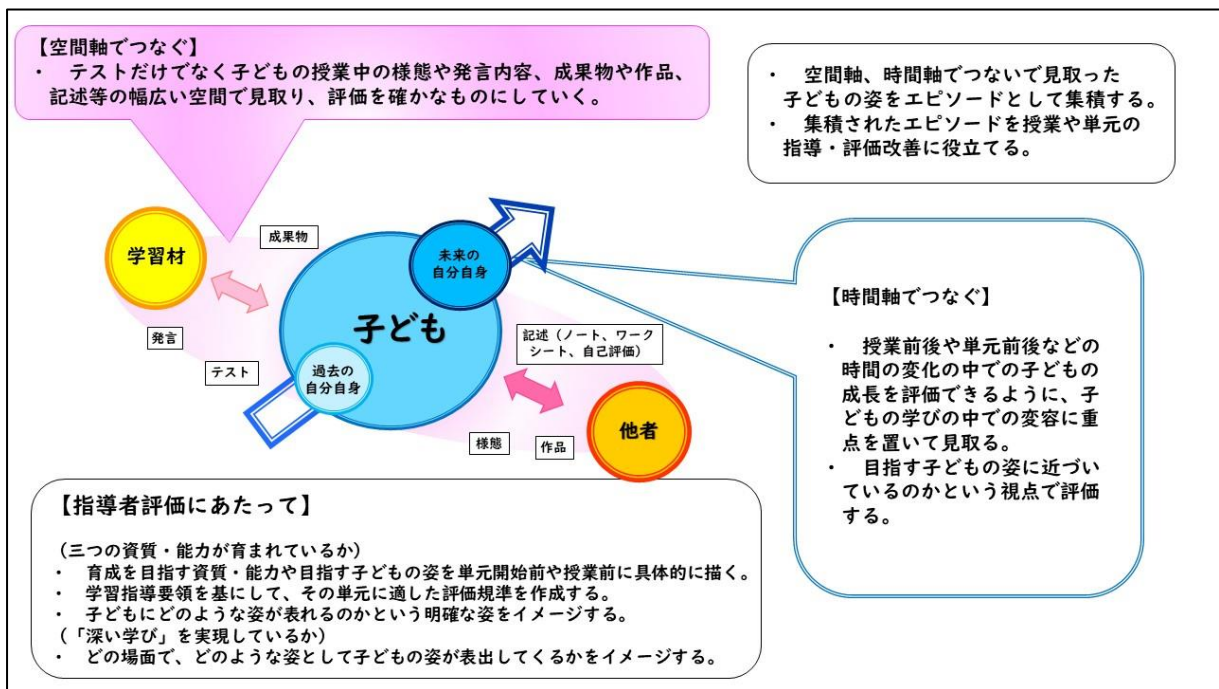 【空間軸でつなぐ】
・ テストだけでなく子どもの授業中の様態や発言内容、成果物や作品、
記述等の幅広い空間で見取り、評価を確かなものにしていく。
・ 空間軸、時間軸でつないで見取った
子どもの姿をエピソードとして集積する。
・ 集積されたエピソードを授業や単元の
指導・評価改善に役立てる。
学習材
成果物
未来の
自分自身
子ども
発言
テスト
過去の
自分自身
記述（ノート、ワーク
シート、自己評価）
様態
作品
他者
【時間軸でつなぐ】
・ 授業前後や単元前後などの
時間の変化の中での子どもの
成長を評価できるように、子
どもの学びの中での変容に重
点を置いて見取る。
・ 目指す子どもの姿に近づい
ているのかという視点で評価
する。
【指導者評価にあたって】
（三つの資質・能力が育まれているか）
・ 育成を目指す資質・能力や目指す子どもの姿を単元開始前や授業前に具体的に描く。
・ 学習指導要領を基にして、その単元に適した評価規準を作成する。
・ 子どもにどのような姿が表れるのかという明確な姿をイメージする。
（「深い学び」を実現しているか）
・ どの場面で、どのような姿として子どもの姿が表出してくるかをイメージする。